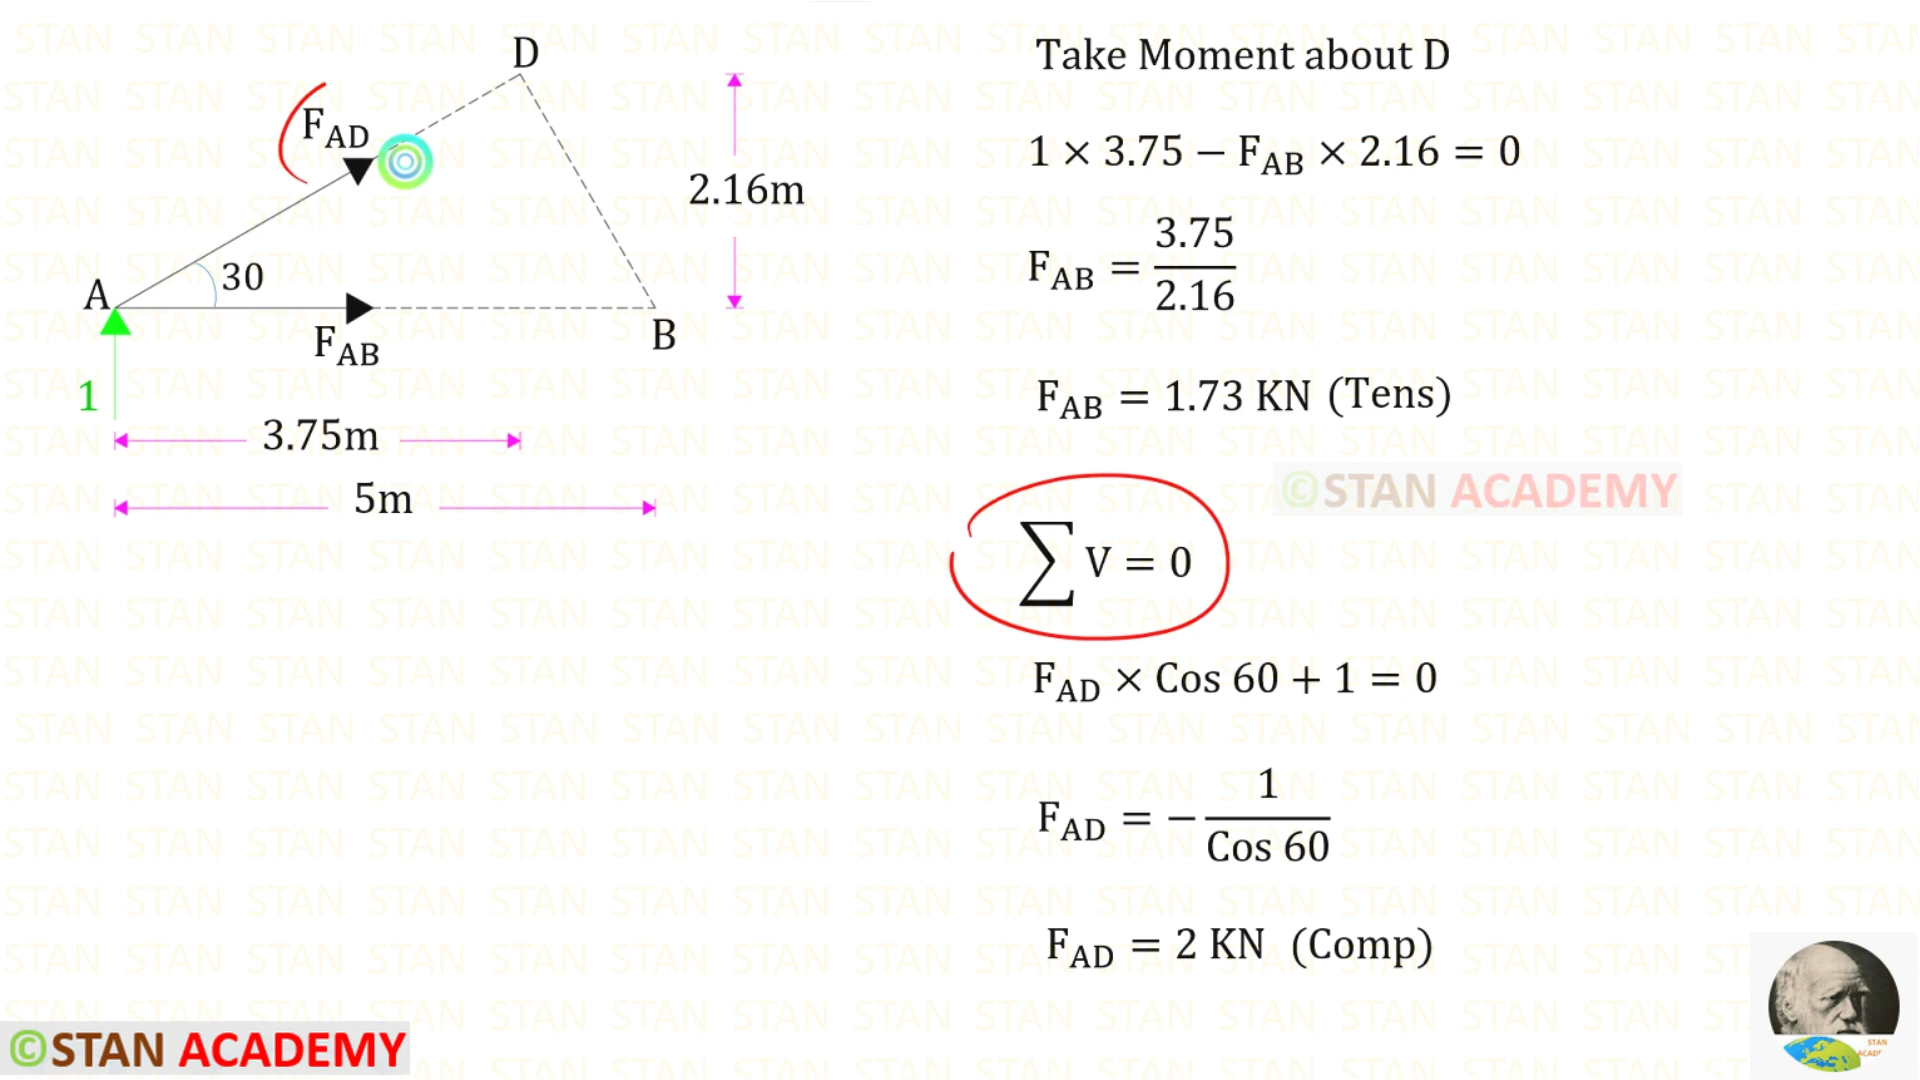 D
F_AD
30
A
F_AB
B
1
3.75m
5m
2.16m
Take Moment about D
1 × 3.75 − F_AB × 2.16 = 0
F_AB = 3.75 / 2.16
F_AB = 1.73 KN (Tens)
©STAN ACADEMY
∑ V = 0
F_AD × Cos 60 + 1 = 0
F_AD = − 1 / Cos 60
F_AD = 2 KN (Comp)
©STAN ACADEMY
STAN